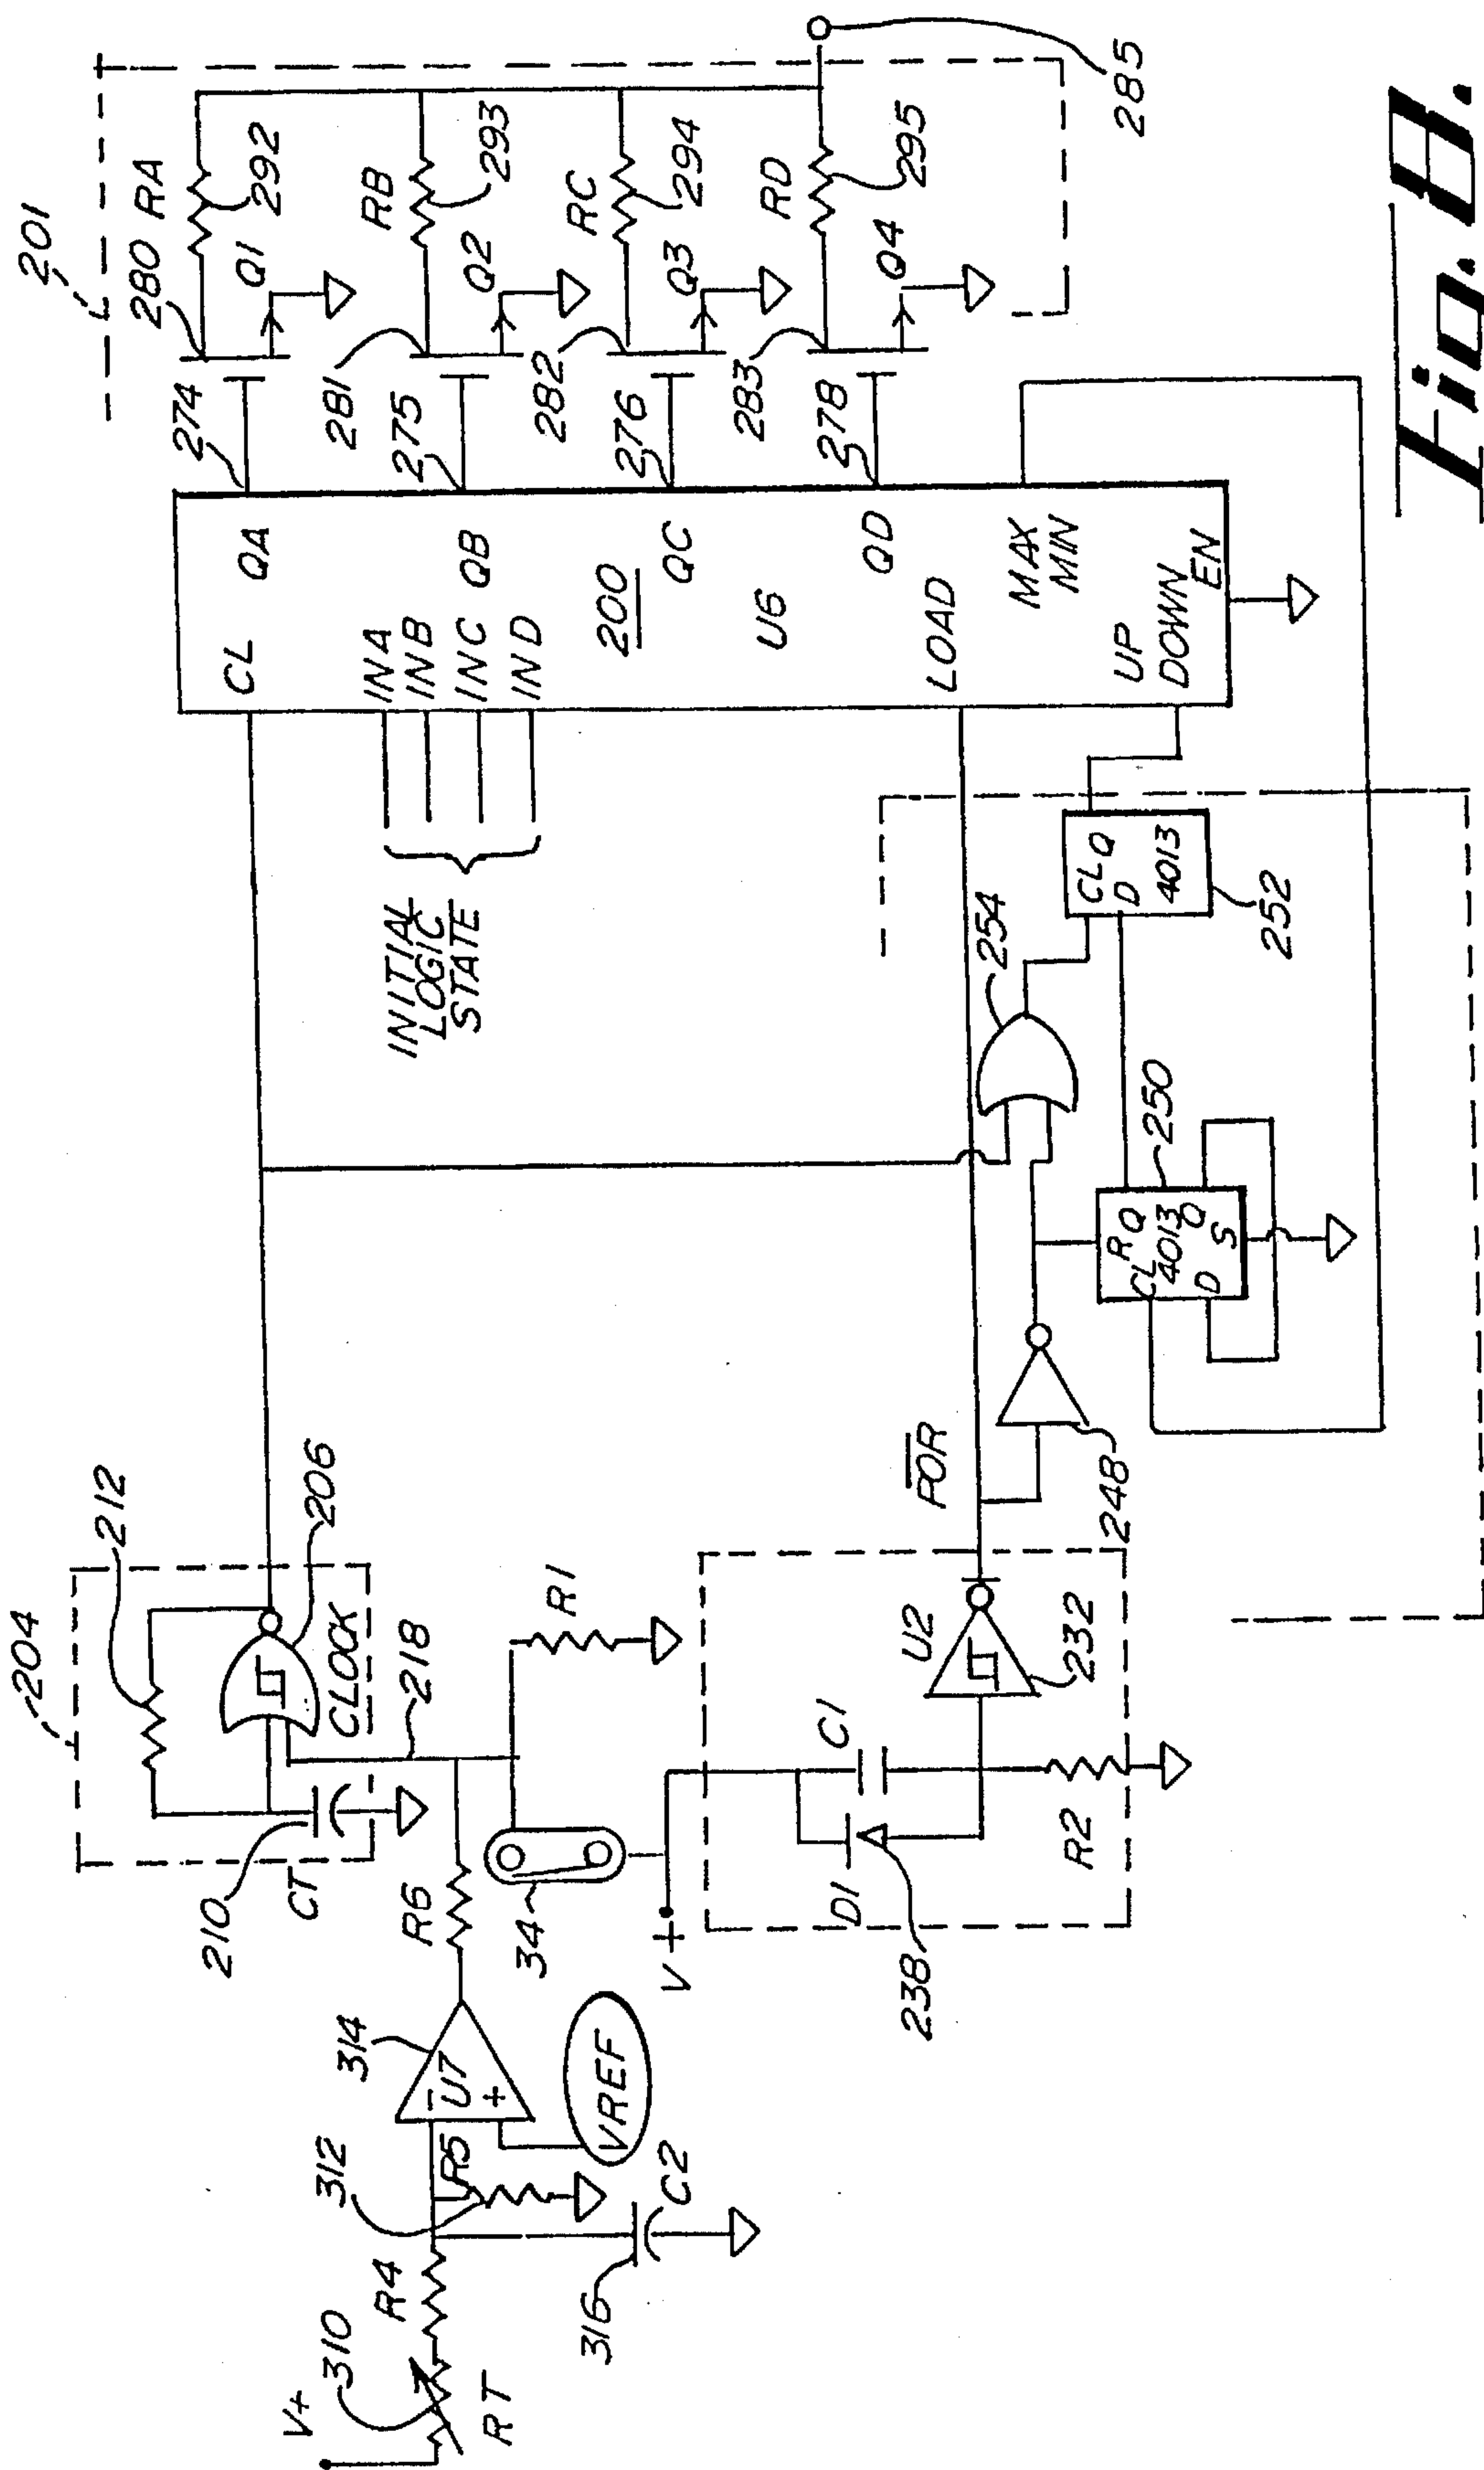 201
204
212
206
CLOCK
218
210
CT
R6
34
R1
V+
310
RT
R4
312
R5
316
C2
314
U7
-
+
VREF
V+
D1
238
C1
R2
U2
232
POR
248
INITIAL
LOGIC
STATE
CL
INA
INB
INC
IND
QA
QB
QC
QD
200
U6
LOAD
MAX
MIN
UP
DOWN
EN
254
R
Q
CL
4013
Q
D
S
250
CL
Q
D
4013
252
274
275
276
278
280
281
282
283
RA
292
Q1
RB
293
Q2
RC
294
Q3
RD
295
Q4
285
Fig. 8.